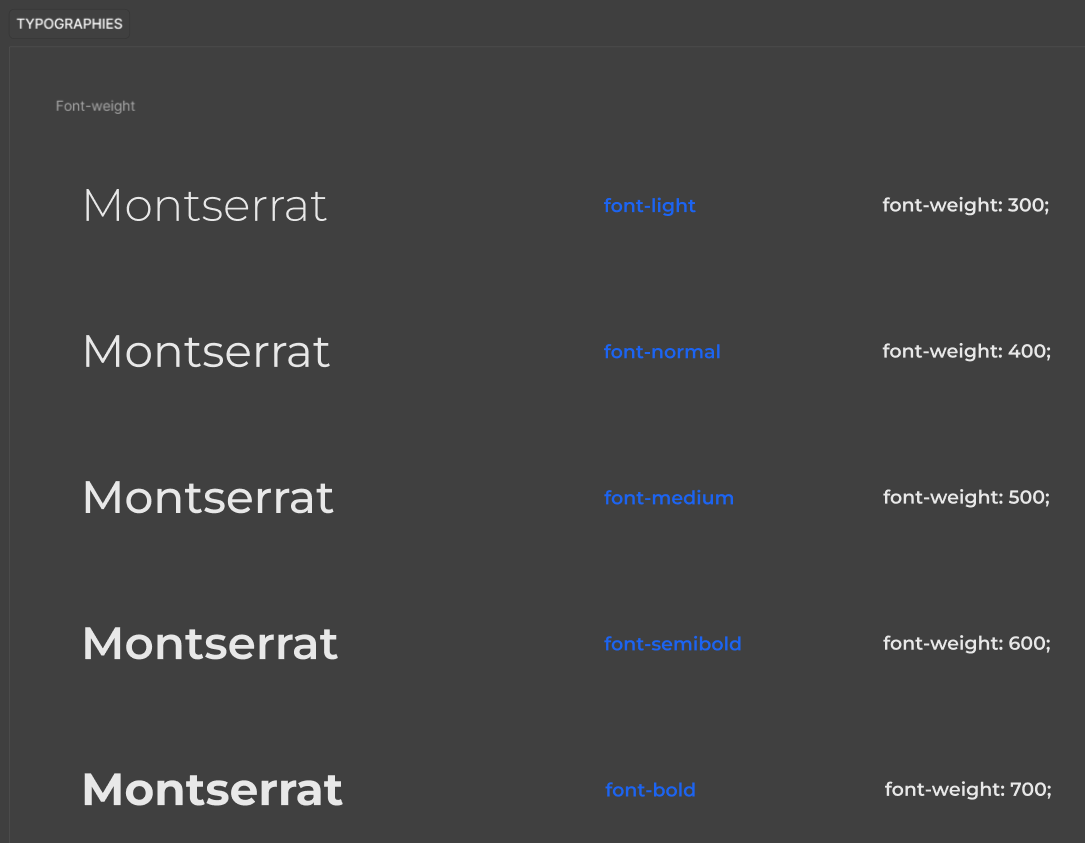 TYPOGRAPHIES
Font-weight
Montserrat font-light font-weight: 300;
Montserrat font-normal font-weight: 400;
Montserrat font-medium font-weight: 500;
Montserrat font-semibold font-weight: 600;
Montserrat font-bold font-weight: 700;